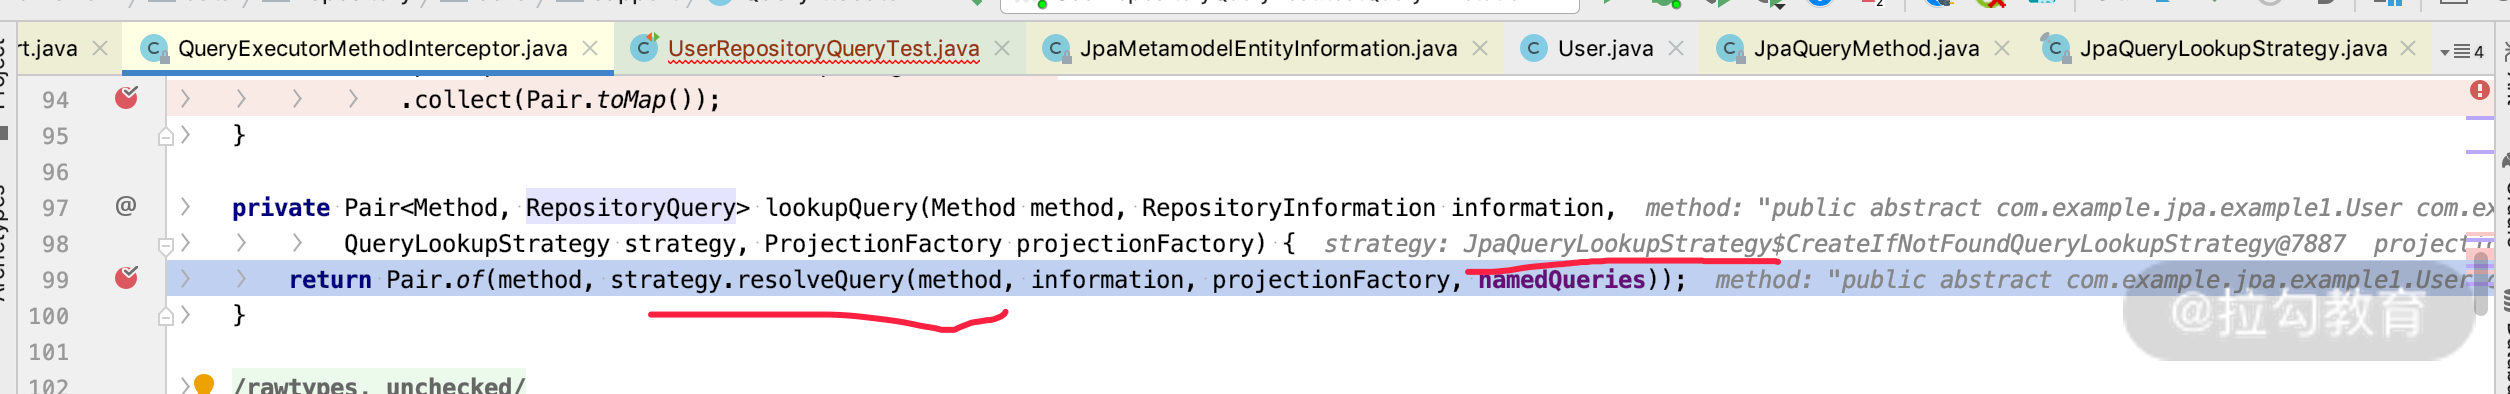 rt.java QueryExecutorMethodInterceptor.java UserRepositoryQueryTest.java JpaMetamodelEntityInformation.java User.java JpaQueryMethod.java JpaQueryLookupStrategy.java 4
94 .collect(Pair.toMap());
95 }
96
97 @ private Pair<Method, RepositoryQuery> lookupQuery(Method method, RepositoryInformation information, method: "public abstract com.example.jpa.example1.User com.ex
98 QueryLookupStrategy strategy, ProjectionFactory projectionFactory) { strategy: JpaQueryLookupStrategy$CreateIfNotFoundQueryLookupStrategy@7887
99 return Pair.of(method, strategy.resolveQuery(method, information, projectionFactory, namedQueries)); method: "public abstract com.example.jpa.example1.User
100 }
101
102 /rawtypes, unchecked/
@拉勾教育